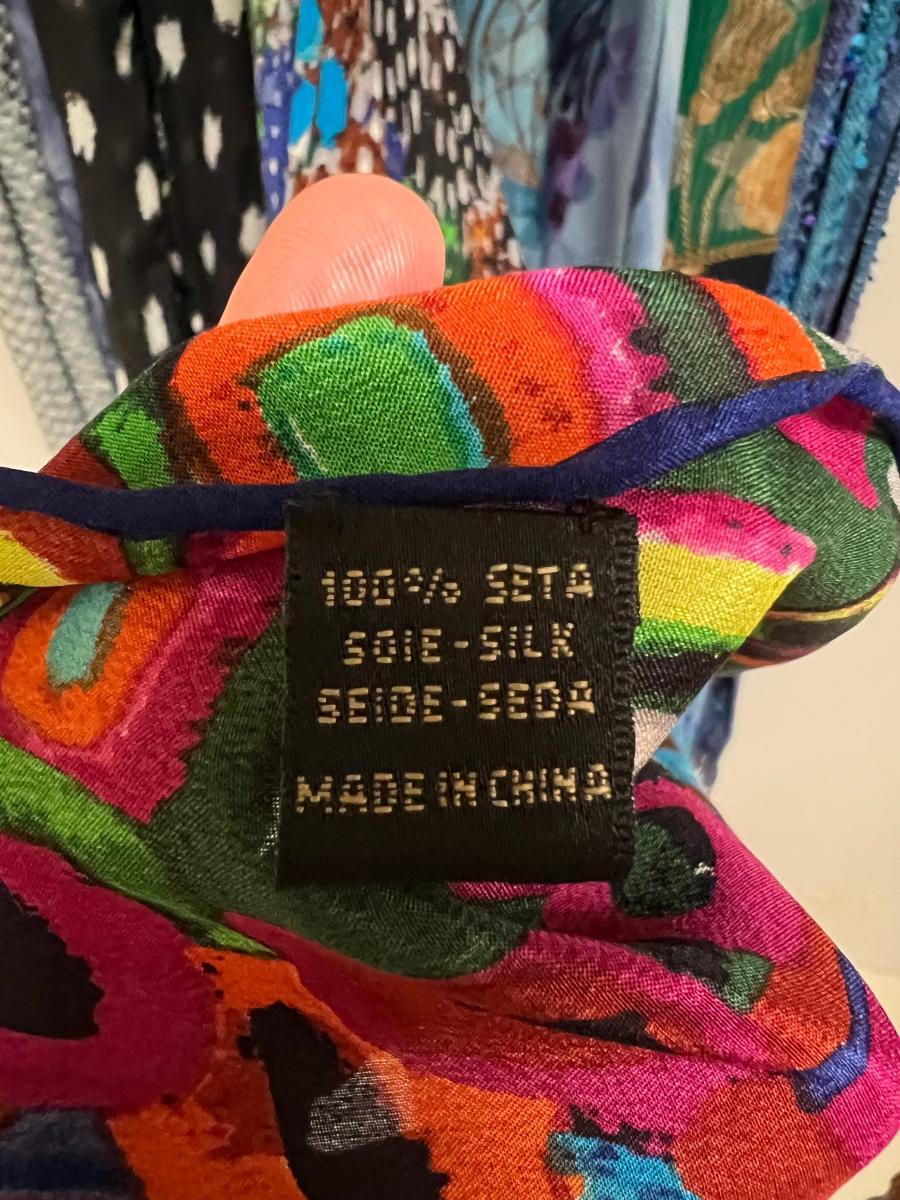 100% SETA
SOIE-SILK
SEIDE-SEDA
MADE IN CHINA